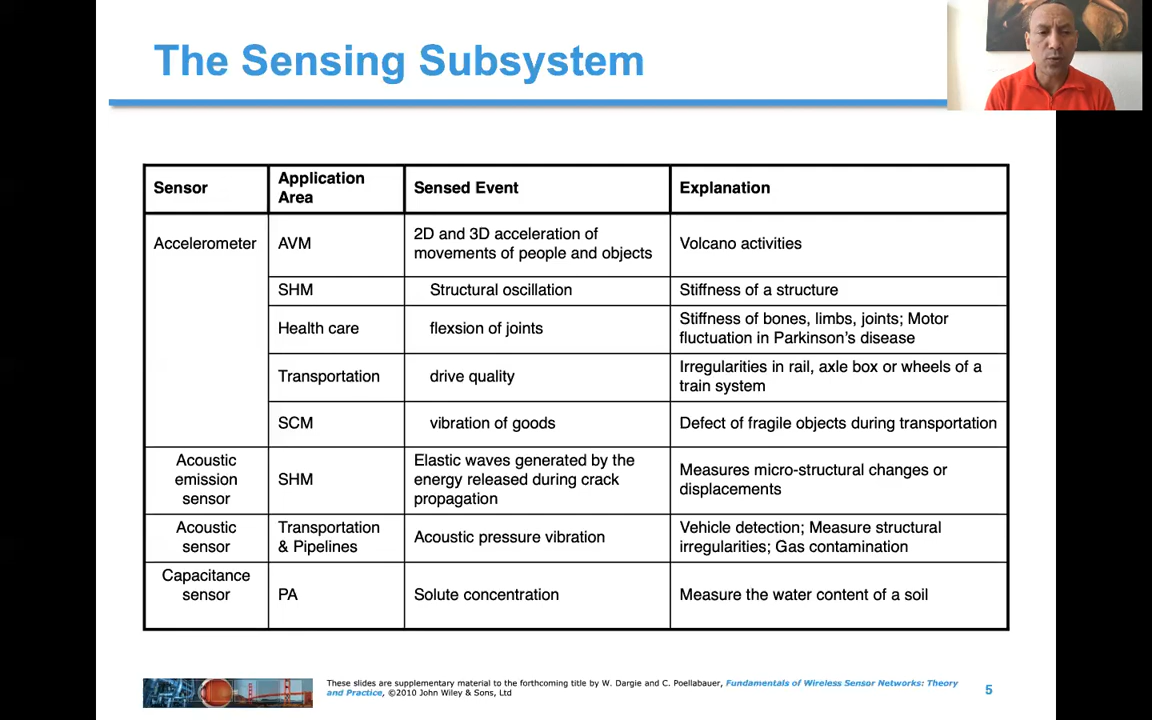 The Sensing Subsystem
Sensor
Application
Area
Sensed Event
Explanation
Accelerometer
AVM
2D and 3D acceleration of
movements of people and objects
Volcano activities
SHM
Structural oscillation
Stiffness of a structure
Health care
flexsion of joints
Stiffness of bones, limbs, joints; Motor
fluctuation in Parkinson's disease
Transportation
drive quality
Irregularities in rail, axle box or wheels of a
train system
SCM
vibration of goods
Defect of fragile objects during transportation
Acoustic
emission
sensor
SHM
Elastic waves generated by the
energy released during crack
propagation
Measures micro-structural changes or
displacements
Acoustic
sensor
Transportation
& Pipelines
Acoustic pressure vibration
Vehicle detection; Measure structural
irregularities; Gas contamination
Capacitance
sensor
PA
Solute concentration
Measure the water content of a soil
These slides are supplementary material to the forthcoming title by W. Dargie and C. Poellabauer, Fundamentals of Wireless Sensor Networks: Theory
and Practice, ©2010 John Wiley & Sons, Ltd
5